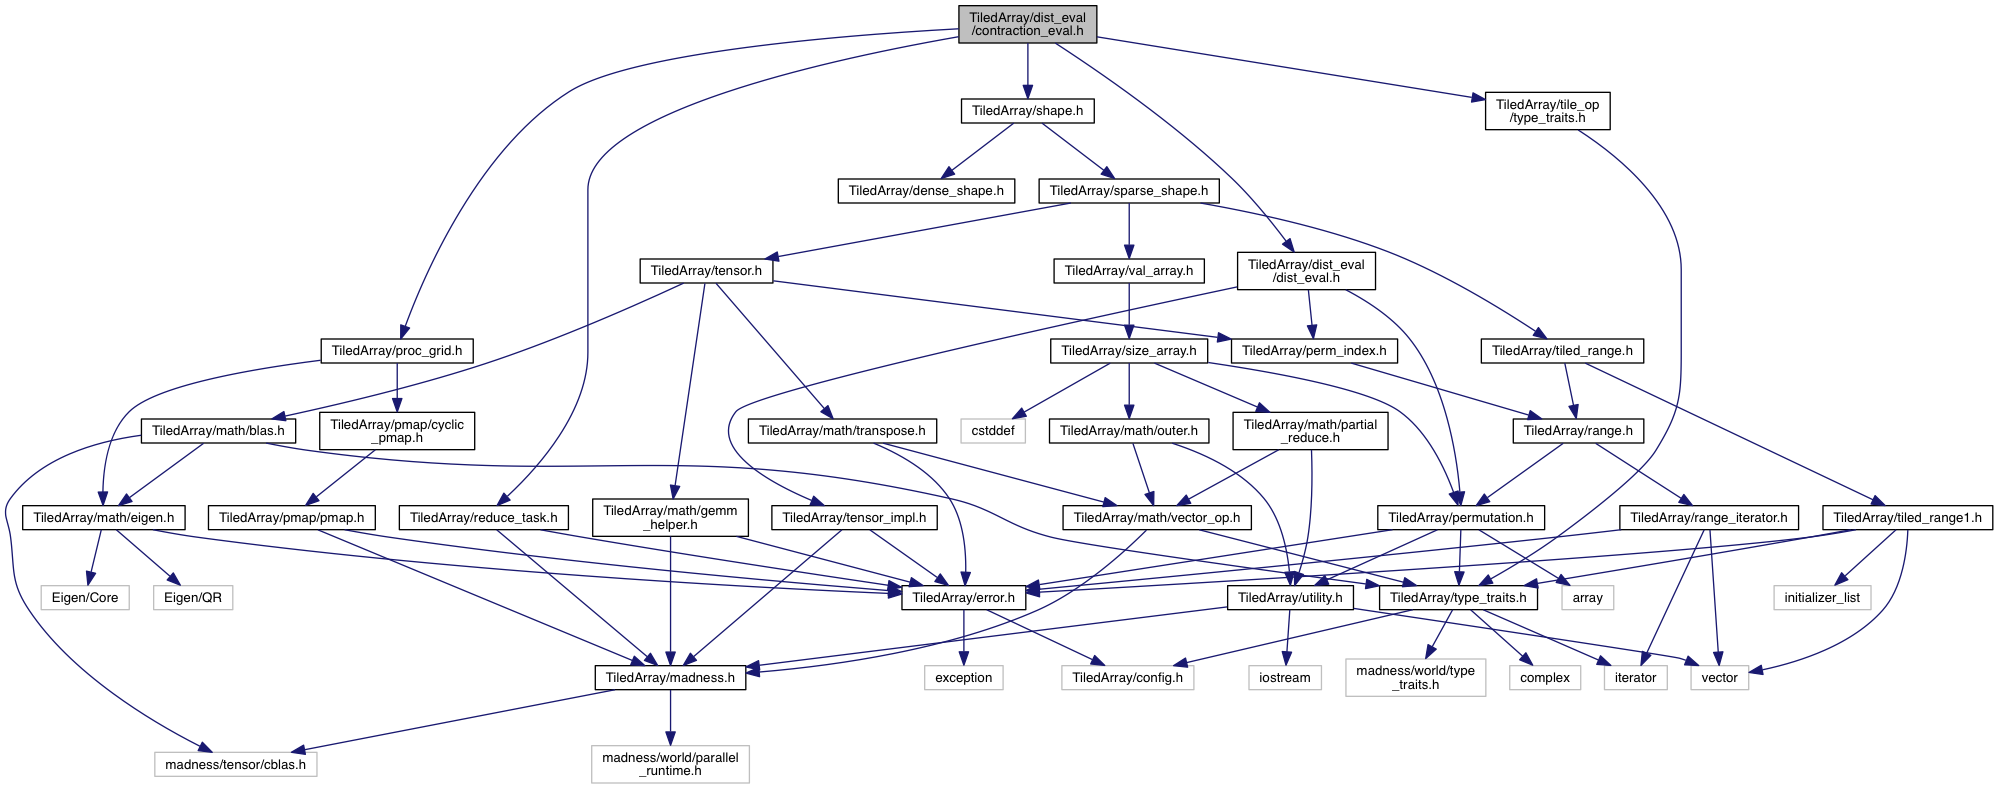 TiledArray/dist_eval
/contraction_eval.h
TiledArray/shape.h
TiledArray/tile_op
/type_traits.h
TiledArray/dense_shape.h
TiledArray/sparse_shape.h
TiledArray/tensor.h
TiledArray/val_array.h
TiledArray/dist_eval
/dist_eval.h
TiledArray/proc_grid.h
TiledArray/size_array.h
TiledArray/perm_index.h
TiledArray/tiled_range.h
TiledArray/math/blas.h
TiledArray/pmap/cyclic
_pmap.h
TiledArray/math/transpose.h
cstddef
TiledArray/math/outer.h
TiledArray/math/partial
_reduce.h
TiledArray/range.h
TiledArray/math/eigen.h
TiledArray/pmap/pmap.h
TiledArray/reduce_task.h
TiledArray/math/gemm
_helper.h
TiledArray/tensor_impl.h
TiledArray/math/vector_op.h
TiledArray/permutation.h
TiledArray/range_iterator.h
TiledArray/tiled_range1.h
Eigen/Core
Eigen/QR
TiledArray/error.h
TiledArray/utility.h
TiledArray/type_traits.h
array
initializer_list
TiledArray/madness.h
exception
TiledArray/config.h
iostream
madness/world/type
_traits.h
complex
iterator
vector
madness/tensor/cblas.h
madness/world/parallel
_runtime.h